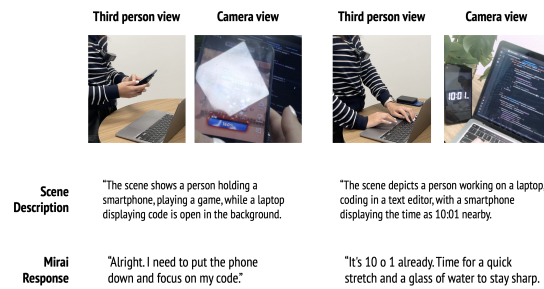 Third person view
Camera view
Third person view
Camera view
10:01
Scene
Description
"The scene shows a person holding a
smartphone, playing a game, while a laptop
displaying code is open in the background.
"The scene depicts a person working on a laptop,
coding in a text editor, with a smartphone
displaying the time as 10:01 nearby.
Mirai
Response
"Alright. I need to put the phone
down and focus on my code."
"It's 10 o 1 already. Time for a quick
stretch and a glass of water to stay sharp.